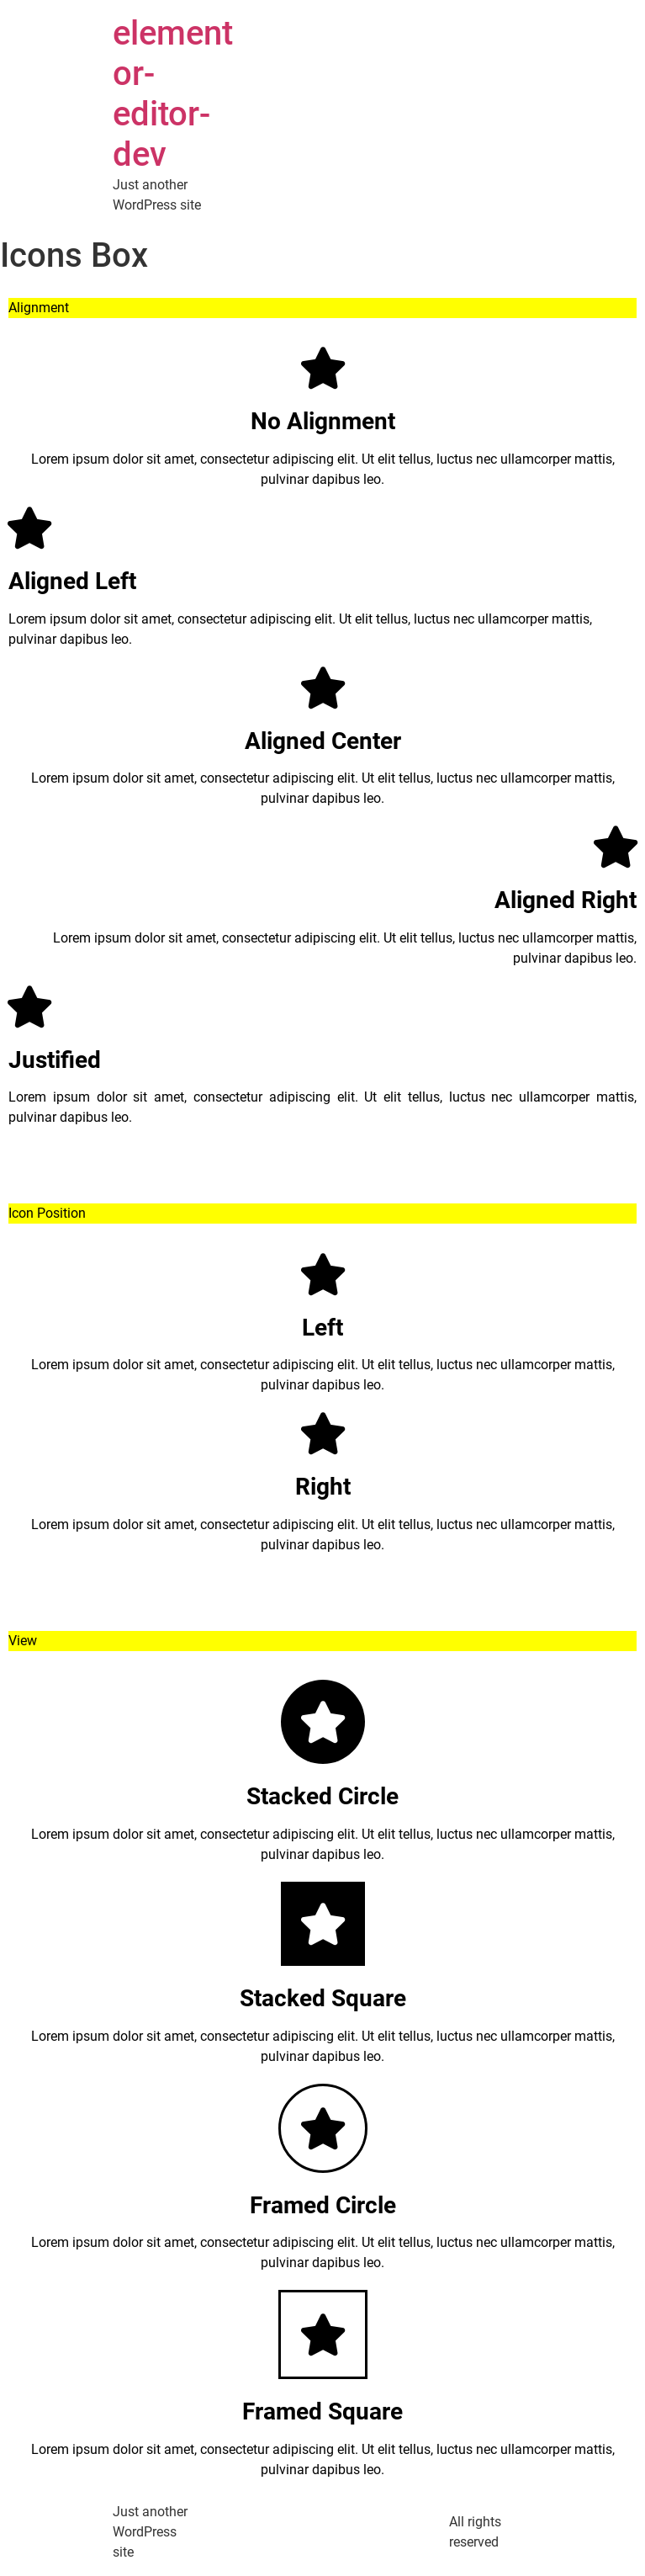 element
or-
editor-
dev
Just another
WordPress site
Icons Box
Alignment
No Alignment
Lorem ipsum dolor sit amet, consectetur adipiscing elit. Ut elit tellus, luctus nec ullamcorper mattis,
pulvinar dapibus leo.
Aligned Left
Lorem ipsum dolor sit amet, consectetur adipiscing elit. Ut elit tellus, luctus nec ullamcorper mattis,
pulvinar dapibus leo.
Aligned Center
Lorem ipsum dolor sit amet, consectetur adipiscing elit. Ut elit tellus, luctus nec ullamcorper mattis,
pulvinar dapibus leo.
Aligned Right
Lorem ipsum dolor sit amet, consectetur adipiscing elit. Ut elit tellus, luctus nec ullamcorper mattis,
pulvinar dapibus leo.
Justified
Lorem ipsum dolor sit amet, consectetur adipiscing elit. Ut elit tellus, luctus nec ullamcorper mattis,
pulvinar dapibus leo.
Icon Position
Left
Lorem ipsum dolor sit amet, consectetur adipiscing elit. Ut elit tellus, luctus nec ullamcorper mattis,
pulvinar dapibus leo.
Right
Lorem ipsum dolor sit amet, consectetur adipiscing elit. Ut elit tellus, luctus nec ullamcorper mattis,
pulvinar dapibus leo.
View
Stacked Circle
Lorem ipsum dolor sit amet, consectetur adipiscing elit. Ut elit tellus, luctus nec ullamcorper mattis,
pulvinar dapibus leo.
Stacked Square
Lorem ipsum dolor sit amet, consectetur adipiscing elit. Ut elit tellus, luctus nec ullamcorper mattis,
pulvinar dapibus leo.
Framed Circle
Lorem ipsum dolor sit amet, consectetur adipiscing elit. Ut elit tellus, luctus nec ullamcorper mattis,
pulvinar dapibus leo.
Framed Square
Lorem ipsum dolor sit amet, consectetur adipiscing elit. Ut elit tellus, luctus nec ullamcorper mattis,
pulvinar dapibus leo.
Just another
WordPress
site
All rights
reserved